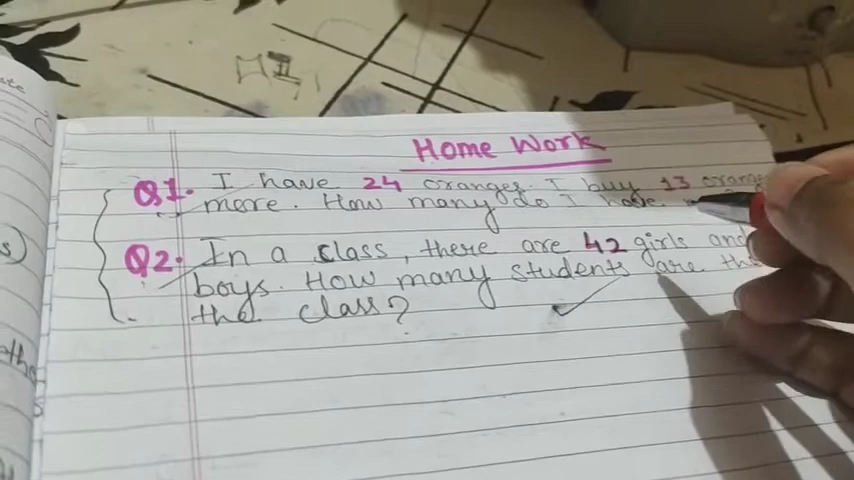 Home Work
Q1. I have 24 oranges. I buy 13
more. How many do I have
Q2. In a class, there are 42 girls and
boys. How many students are
the class?